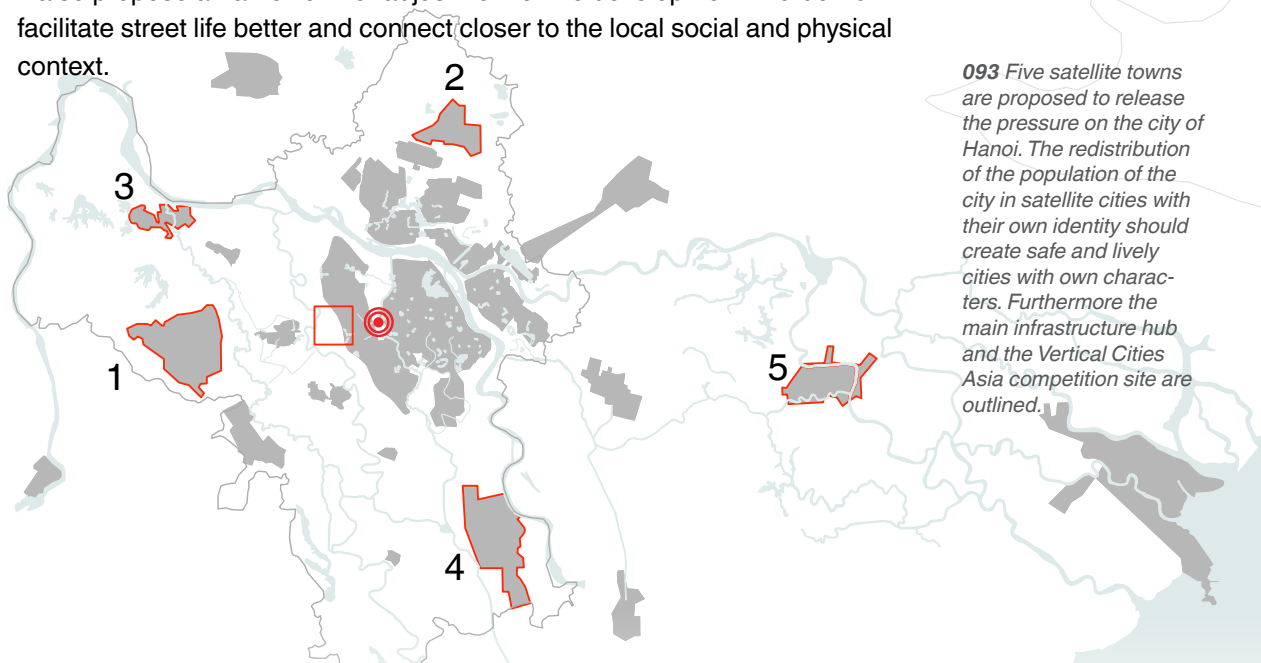 facilitate street life better and connect closer to the local social and physical
context.
093 Five satellite towns
are proposed to release
the pressure on the city of
Hanoi. The redistribution
of the population of the
city in satellite cities with
their own identity should
create safe and lively
cities with own charac-
ters. Furthermore the
main infrastructure hub
and the Vertical Cities
Asia competition site are
outlined.
2
3
1
5
4